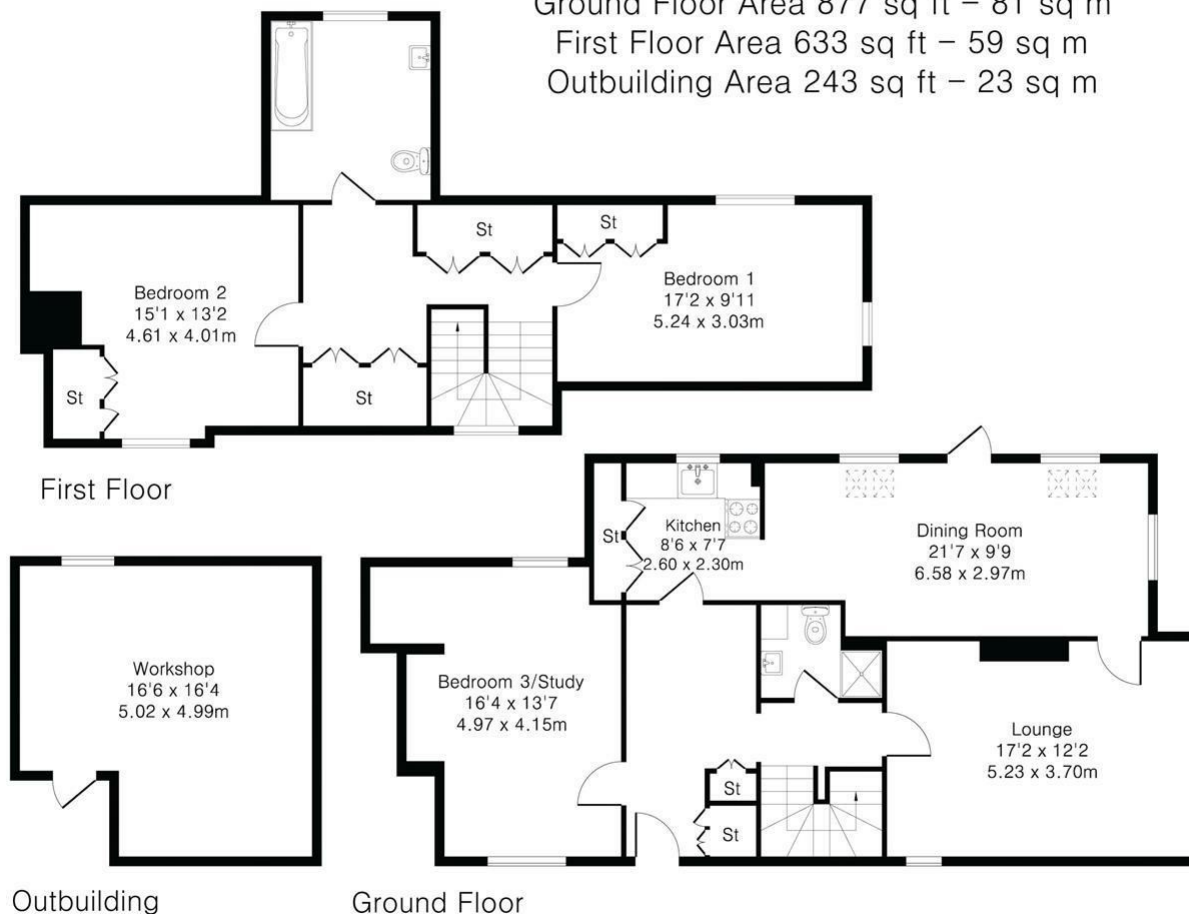 Ground Floor Area 877 sq ft – 81 sq m
First Floor Area 633 sq ft – 59 sq m
Outbuilding Area 243 sq ft – 23 sq m
St
St
Bedroom 1
17'2 x 9'11
5.24 x 3.03m
Bedroom 2
15'1 x 13'2
4.61 x 4.01m
St
St
First Floor
St
Kitchen
8'6 x 7'7
2.60 x 2.30m
Dining Room
21'7 x 9'9
6.58 x 2.97m
Workshop
16'6 x 16'4
5.02 x 4.99m
Bedroom 3/Study
16'4 x 13'7
4.97 x 4.15m
Lounge
17'2 x 12'2
5.23 x 3.70m
St
St
Outbuilding
Ground Floor